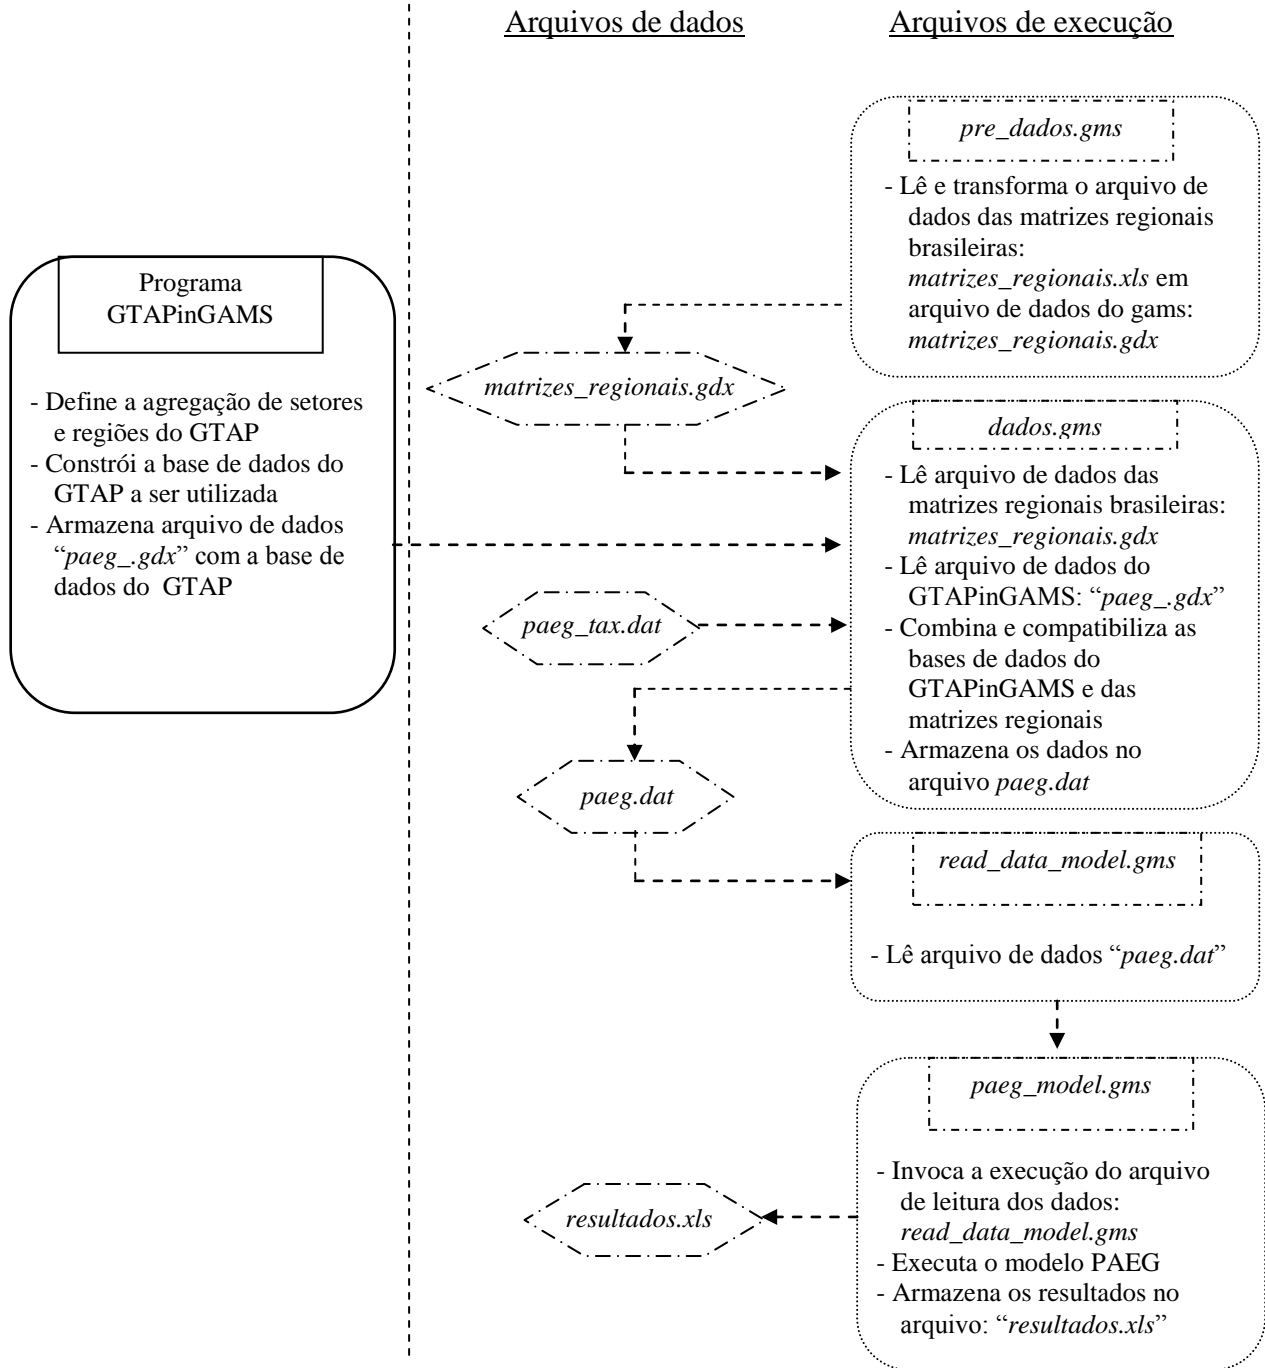 Arquivos de dados
Arquivos de execução
Programa
GTAPinGAMS
- Define a agregação de setores
e regiões do GTAP
- Constrói a base de dados do
GTAP a ser utilizada
- Armazena arquivo de dados
“paeg_.gdx” com a base de
dados do GTAP
matrizes_regionais.gdx
paeg_tax.dat
paeg.dat
resultados.xls
pre_dados.gms
- Lê e transforma o arquivo de
dados das matrizes regionais
brasileiras:
matrizes_regionais.xls em
arquivo de dados do gams:
matrizes_regionais.gdx
dados.gms
- Lê arquivo de dados das
matrizes regionais brasileiras:
matrizes_regionais.gdx
- Lê arquivo de dados do
GTAPinGAMS: “paeg_.gdx”
- Combina e compatibiliza as
bases de dados do
GTAPinGAMS e das
matrizes regionais
- Armazena os dados no
arquivo paeg.dat
read_data_model.gms
- Lê arquivo de dados “paeg.dat”
paeg_model.gms
- Invoca a execução do arquivo
de leitura dos dados:
read_data_model.gms
- Executa o modelo PAEG
- Armazena os resultados no
arquivo: “resultados.xls”